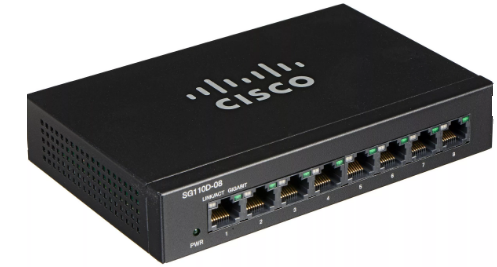 CISCO
SG110D-08
LINK/ACT GIGABIT
PWR
1 2 3 4 5 6 7 8